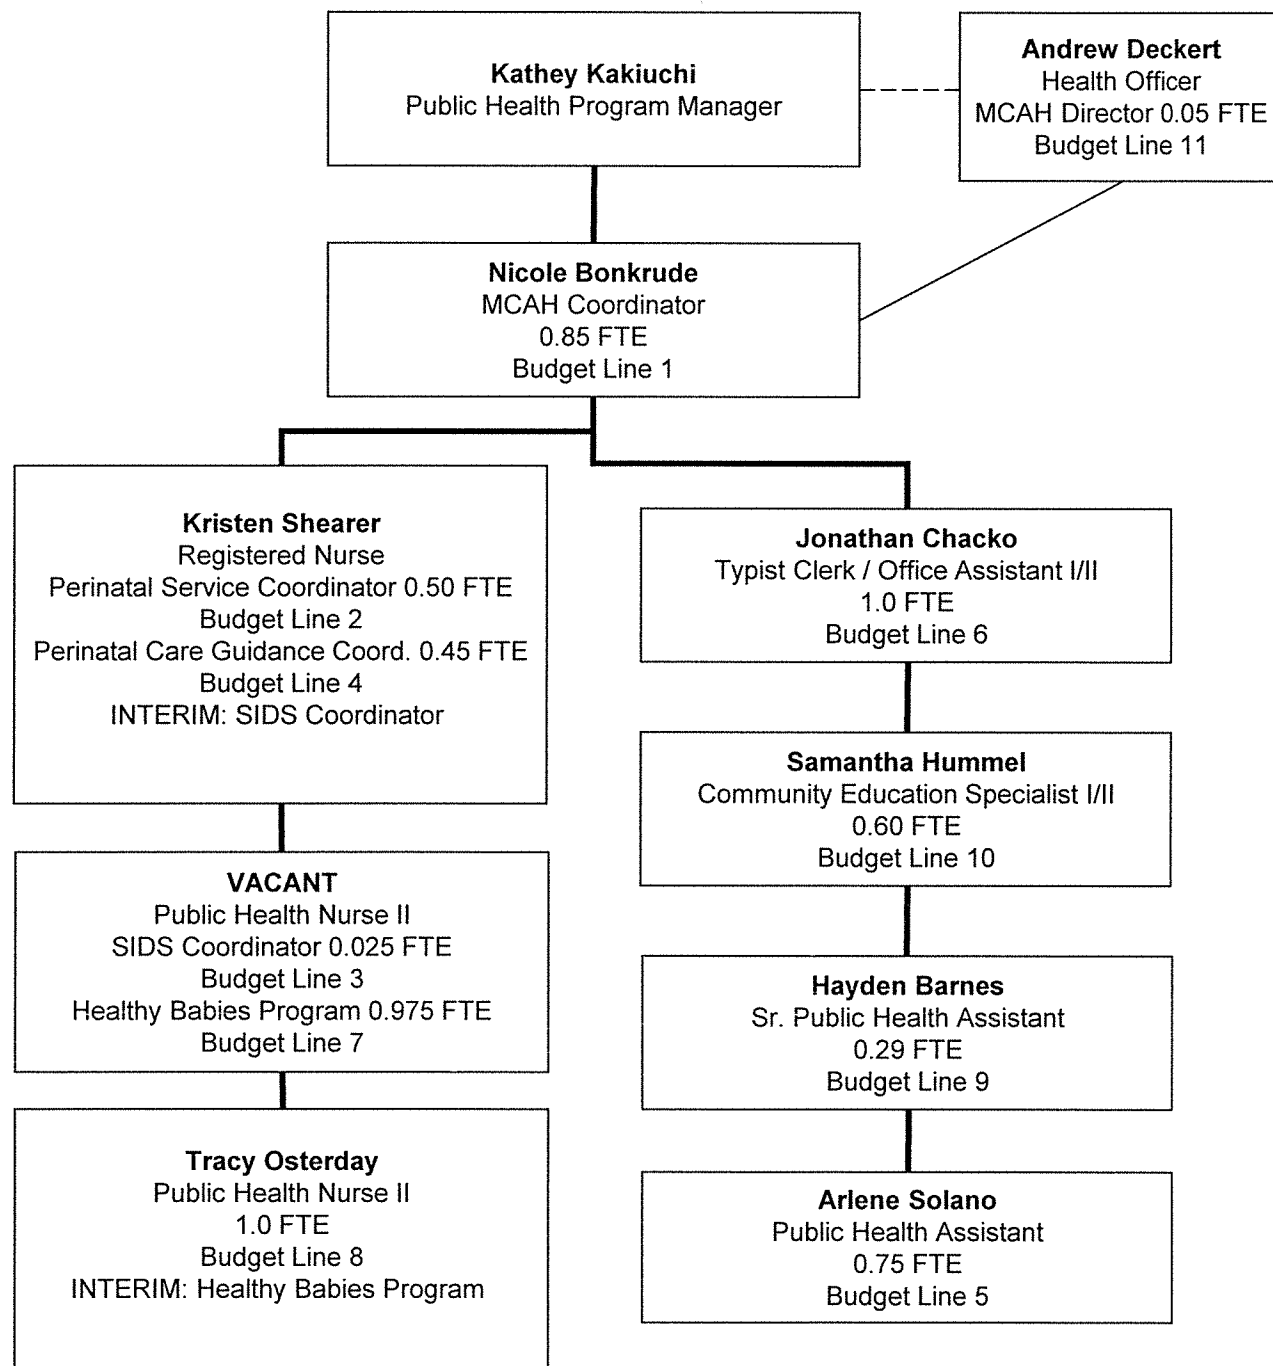 Kathey Kakiuchi
Public Health Program Manager
Andrew Deckert
Health Officer
MCAH Director 0.05 FTE
Budget Line 11
Nicole Bonkrude
MCAH Coordinator
0.85 FTE
Budget Line 1
Kristen Shearer
Registered Nurse
Perinatal Service Coordinator 0.50 FTE
Budget Line 2
Perinatal Care Guidance Coord. 0.45 FTE
Budget Line 4
INTERIM: SIDS Coordinator
VACANT
Public Health Nurse II
SIDS Coordinator 0.025 FTE
Budget Line 3
Healthy Babies Program 0.975 FTE
Budget Line 7
Tracy Osterday
Public Health Nurse II
1.0 FTE
Budget Line 8
INTERIM: Healthy Babies Program
Jonathan Chacko
Typist Clerk / Office Assistant I/II
1.0 FTE
Budget Line 6
Samantha Hummel
Community Education Specialist I/II
0.60 FTE
Budget Line 10
Hayden Barnes
Sr. Public Health Assistant
0.29 FTE
Budget Line 9
Arlene Solano
Public Health Assistant
0.75 FTE
Budget Line 5